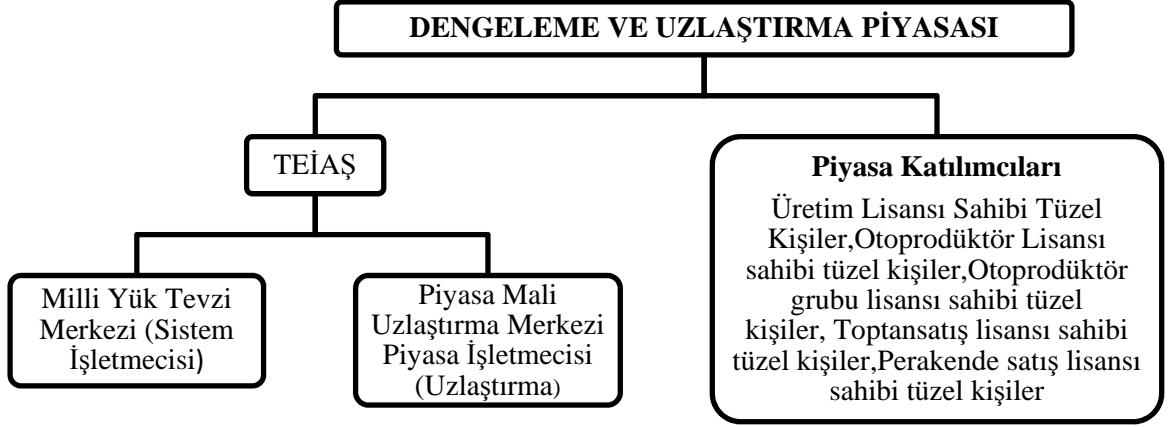 DENGELEME VE UZLAŞTIRMA PİYASASI
TEİAŞ
Milli Yük Tevzi
Merkezi (Sistem
İşletmecisi)
Piyasa Mali
Uzlaştırma Merkezi
Piyasa İşletmecisi
(Uzlaştırma)
Piyasa Katılımcıları
Üretim Lisansı Sahibi Tüzel
Kişiler,Otoprodüktör Lisansı
sahibi tüzel kişiler,Otoprodüktör
grubu lisansı sahibi tüzel
kişiler, Toptansatış lisansı sahibi
tüzel kişiler,Perakende satış lisansı
sahibi tüzel kişiler